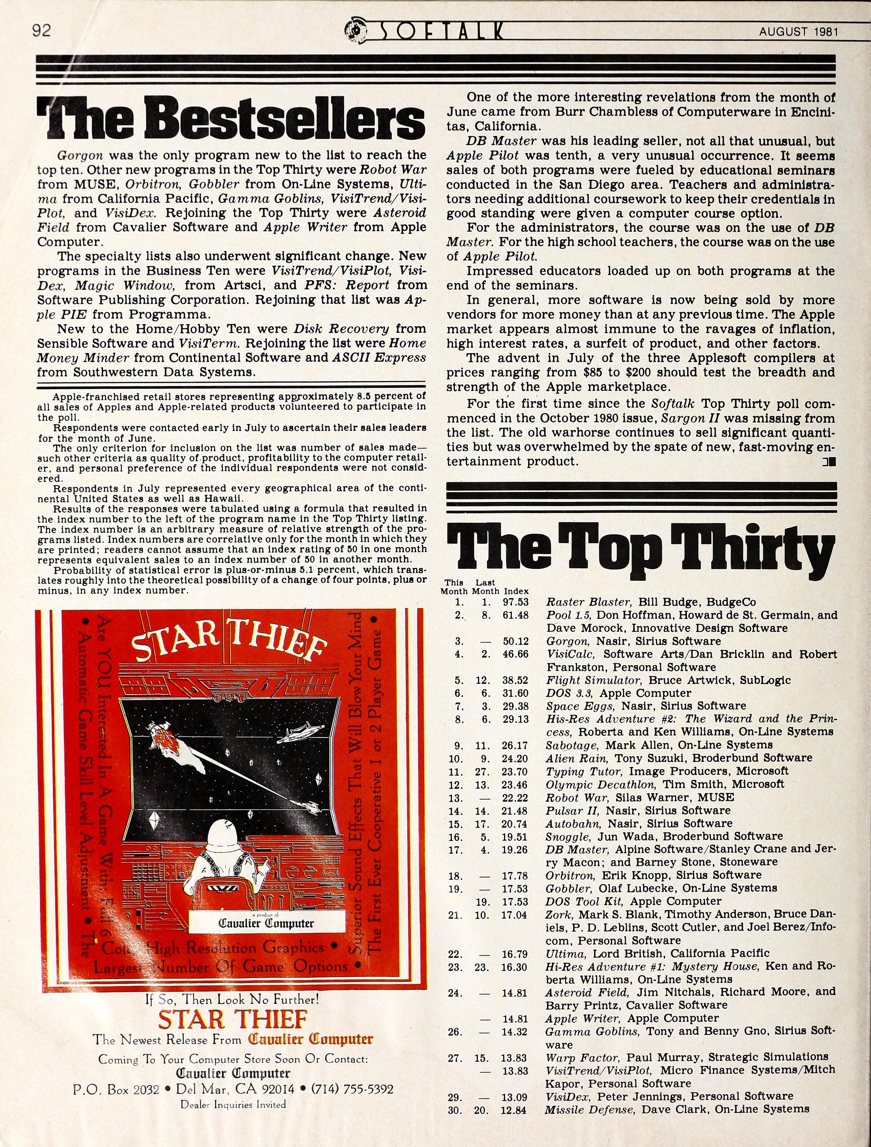 92
SOFTALK
AUGUST 1981
The Bestsellers
Gorgon was the only program new to the list to reach the
top ten. Other new programs in the Top Thirty were Robot War
from MUSE, Orbitron, Gobbler from On-Line Systems, Ulti-
ma from California Pacific, Gamma Goblins, VisiTrend/Visi-
Plot, and VisiDex. Rejoining the Top Thirty were Asteroid
Field from Cavalier Software and Apple Writer from Apple
Computer.
The specialty lists also underwent significant change. New
programs in the Business Ten were VisiTrend/VisiPlot, Visi-
Dex, Magic Window, from Artsci, and PFS: Report from
Software Publishing Corporation. Rejoining that list was Ap-
ple PIE from Programma.
New to the Home/Hobby Ten were Disk Recovery from
Sensible Software and VisiTerm. Rejoining the list were Home
Money Minder from Continental Software and ASCII Express
from Southwestern Data Systems.
Apple-franchised retail stores representing approximately 8.5 percent of
all sales of Apples and Apple-related products volunteered to participate in
the poll.
Respondents were contacted early in July to ascertain their sales leaders
for the month of June.
The only criterion for inclusion on the list was number of sales made—
such other criteria as quality of product, profitability to the computer retail-
er, and personal preference of the individual respondents were not consid-
ered.
Respondents in July represented every geographical area of the conti-
nental United States as well as Hawaii.
Results of the responses were tabulated using a formula that resulted in
the index number to the left of the program name in the Top Thirty listing.
The index number is an arbitrary measure of relative strength of the pro-
grams listed. Index numbers are correlative only for the month in which they
are printed; readers cannot assume that an index rating of 50 in one month
represents equivalent sales to an index number of 50 in another month.
Probability of statistical error is plus-or-minus 5.1 percent, which trans-
lates roughly into the theoretical possibility of a change of four points, plus or
minus, in any index number.
STAR THIEF
Are YOU Interested In A Game With: Full 6
Color High Resolution Graphics • 
Superior Sound Effects That Will Blow Your Mind •
The First Ever Cooperative 1 or 2 Player Game •
• Automatic Game Skill Level Adjustment • The
Largest Number Of Game Options •
a product of
Cavalier Computer
If So, Then Look No Further!
STAR THIEF
The Newest Release From Cavalier Computer
Coming To Your Computer Store Soon Or Contact:
Cavalier Computer
P.O. Box 2032 • Del Mar, CA 92014 • (714) 755-5392
Dealer Inquiries Invited
One of the more interesting revelations from the month of
June came from Burr Chambless of Computerware in Encini-
tas, California.
DB Master was his leading seller, not all that unusual, but
Apple Pilot was tenth, a very unusual occurrence. It seems
sales of both programs were fueled by educational seminars
conducted in the San Diego area. Teachers and administra-
tors needing additional coursework to keep their credentials in
good standing were given a computer course option.
For the administrators, the course was on the use of DB
Master. For the high school teachers, the course was on the use
of Apple Pilot.
Impressed educators loaded up on both programs at the
end of the seminars.
In general, more software is now being sold by more
vendors for more money than at any previous time. The Apple
market appears almost immune to the ravages of inflation,
high interest rates, a surfeit of product, and other factors.
The advent in July of the three Applesoft compilers at
prices ranging from $85 to $200 should test the breadth and
strength of the Apple marketplace.
For the first time since the Softalk Top Thirty poll com-
menced in the October 1980 issue, Sargon II was missing from
the list. The old warhorse continues to sell significant quanti-
ties but was overwhelmed by the spate of new, fast-moving en-
tertainment product.
The Top Thirty
This Last
Month Month Index
1. 1. 97.53 Raster Blaster, Bill Budge, BudgeCo
2. 8. 61.48 Pool 1.5, Don Hoffman, Howard de St. Germain, and
Dave Morock, Innovative Design Software
3. — 50.12 Gorgon, Nasir, Sirius Software
4. 2. 46.66 VisiCalc, Software Arts/Dan Bricklin and Robert
Frankston, Personal Software
5. 12. 38.52 Flight Simulator, Bruce Artwick, SubLogic
6. 6. 31.60 DOS 3.3, Apple Computer
7. 3. 29.38 Space Eggs, Nasir, Sirius Software
8. 6. 29.13 His-Res Adventure #2: The Wizard and the Prin-
cess, Roberta and Ken Williams, On-Line Systems
9. 11. 26.17 Sabotage, Mark Allen, On-Line Systems
10. 9. 24.20 Alien Rain, Tony Suzuki, Broderbund Software
11. 27. 23.70 Typing Tutor, Image Producers, Microsoft
12. 13. 23.46 Olympic Decathlon, Tim Smith, Microsoft
13. — 22.22 Robot War, Silas Warner, MUSE
14. 14. 21.48 Pulsar II, Nasir, Sirius Software
15. 17. 20.74 Autobahn, Nasir, Sirius Software
16. 5. 19.51 Snoggle, Jun Wada, Broderbund Software
17. 4. 19.26 DB Master, Alpine Software/Stanley Crane and Jer-
ry Macon; and Barney Stone, Stoneware
18. — 17.78 Orbitron, Erik Knopp, Sirius Software
19. — 17.53 Gobbler, Olaf Lubecke, On-Line Systems
19. 17.53 DOS Tool Kit, Apple Computer
21. 10. 17.04 Zork, Mark S. Blank, Timothy Anderson, Bruce Dan-
iels, P. D. Leblins, Scott Cutler, and Joel Berez/Info-
com, Personal Software
22. — 16.79 Ultima, Lord British, California Pacific
23. 23. 16.30 Hi-Res Adventure #1: Mystery House, Ken and Ro-
berta Williams, On-Line Systems
24. — 14.81 Asteroid Field, Jim Nitchals, Richard Moore, and
Barry Printz, Cavalier Software
— 14.81 Apple Writer, Apple Computer
26. — 14.32 Gamma Goblins, Tony and Benny Gno, Sirius Soft-
ware
27. 15. 13.83 Warp Factor, Paul Murray, Strategic Simulations
— 13.83 VisiTrend/VisiPlot, Micro Finance Systems/Mitch
Kapor, Personal Software
29. — 13.09 VisiDex, Peter Jennings, Personal Software
30. 20. 12.84 Missile Defense, Dave Clark, On-Line Systems